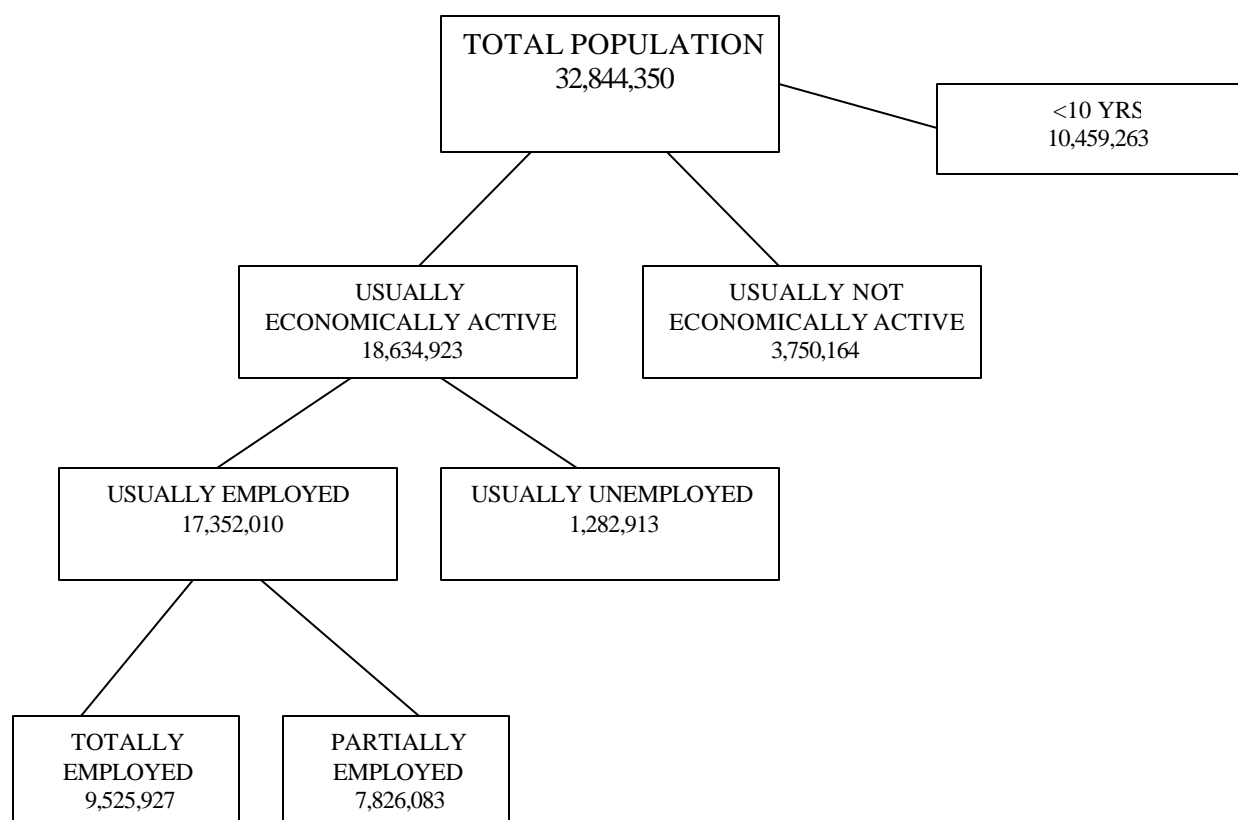 TOTAL POPULATION
32,844,350
<10 YRS
10,459,263
USUALLY
ECONOMICALLY ACTIVE
18,634,923
USUALLY NOT
ECONOMICALLY ACTIVE
3,750,164
USUALLY EMPLOYED
17,352,010
USUALLY UNEMPLOYED
1,282,913
TOTALLY
EMPLOYED
9,525,927
PARTIALLY
EMPLOYED
7,826,083